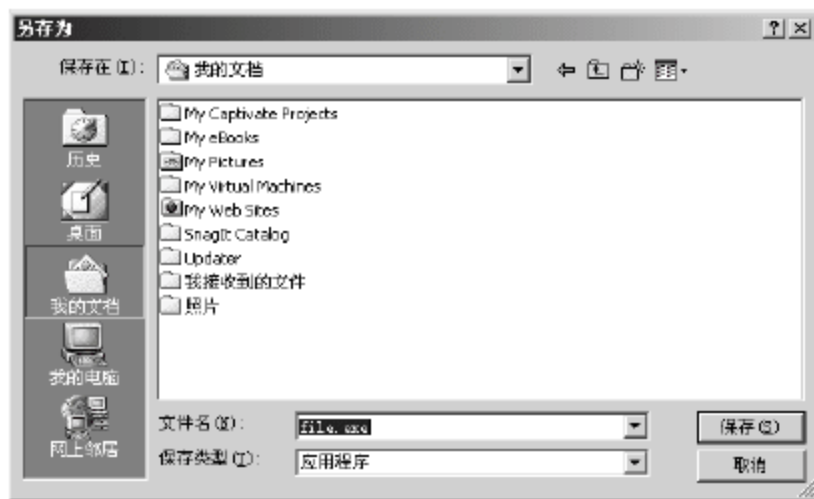 另存为
保存在(I):
我的文档
历史
桌面
我的文档
我的电脑
网上邻居
My Captivate Projects
My eBooks
My Pictures
My Virtual Machines
My Web Sites
SnagIt Catalog
Updater
我接收到的文件
照片
文件名(N):
file.exe
保存(S)
保存类型(T):
应用程序
取消